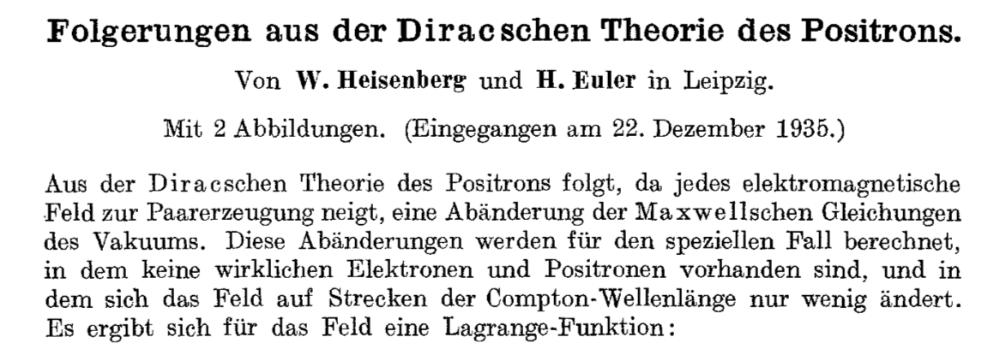 Folgerungen aus der Diracschen Theorie des Positrons.
Von W. Heisenberg und H. Euler in Leipzig.
Mit 2 Abbildungen. (Eingegangen am 22. Dezember 1935.)
Aus der Diracschen Theorie des Positrons folgt, da jedes elektromagnetische
Feld zur Paarerzeugung neigt, eine Abänderung der Maxwellschen Gleichungen
des Vakuums. Diese Abänderungen werden für den speziellen Fall berechnet,
in dem keine wirklichen Elektronen und Positronen vorhanden sind, und in
dem sich das Feld auf Strecken der Compton-Wellenlänge nur wenig ändert.
Es ergibt sich für das Feld eine Lagrange-Funktion: